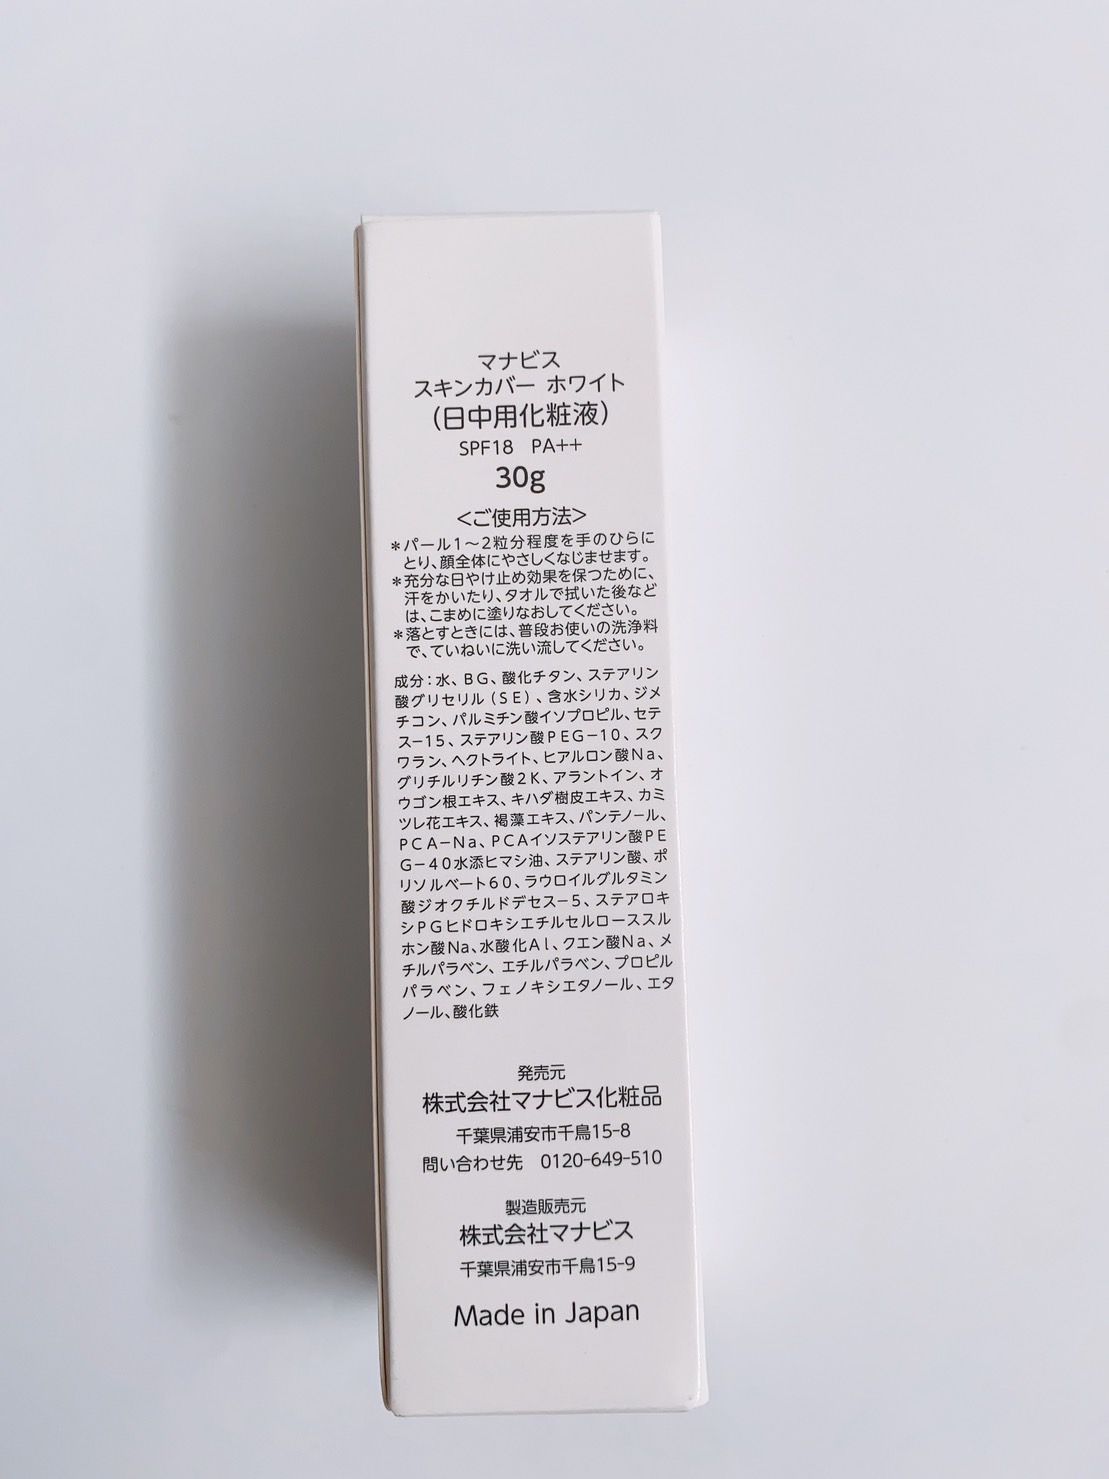 マナビス
スキンカバー ホワイト
(日中用化粧液)
SPF18 PA++
30g
<ご使用方法>
*パール1〜2粒分程度を手のひらに
とり、顔全体にやさしくなじませます。
*充分な日やけ止め効果を保つために、
汗をかいたり、タオルで拭いた後など
は、こまめに塗りなおしてください。
*落とすときには、普段お使いの洗浄料
で、ていねいに洗い流してください。
成分:水、BG、酸化チタン、ステアリン
酸グリセリル(SE)、含水シリカ、ジメ
チコン、パルミチン酸イソプロピル、セテ
ス−15、ステアリン酸PEG−10、スク
ワラン、ヘクトライト、ヒアルロン酸Na、
グリチルリチン酸2K、アラントイン、オ
ウゴン根エキス、キハダ樹皮エキス、カミ
ツレ花エキス、褐藻エキス、パンテノール、
PCA−Na、PCAイソステアリン酸PE
G−40水添ヒマシ油、ステアリン酸、ポ
リソルベート60、ラウロイルグルタミン
酸ジオクチルドデセス−5、ステアロキ
シPGヒドロキシエチルセルローススル
ホン酸Na、水酸化Al、クエン酸Na、メ
チルパラベン、エチルパラベン、プロピル
パラベン、フェノキシエタノール、エタ
ノール、酸化鉄
発売元
株式会社マナビス化粧品
千葉県浦安市千鳥15-8
問い合わせ先 0120-649-510
製造販売元
株式会社マナビス
千葉県浦安市千鳥15-9
Made in Japan